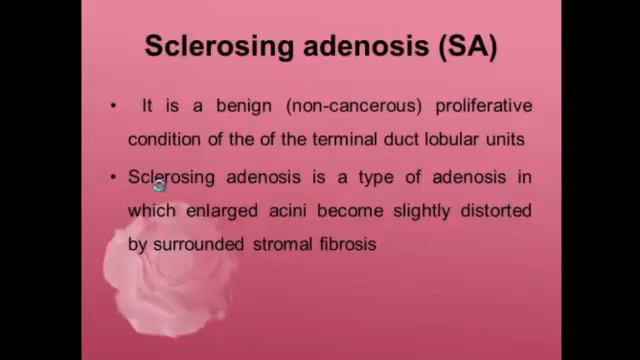 Sclerosing adenosis (SA)
• It is a benign (non-cancerous) proliferative
condition of the of the terminal duct lobular units
• Sclerosing adenosis is a type of adenosis in
which enlarged acini become slightly distorted
by surrounded stromal fibrosis